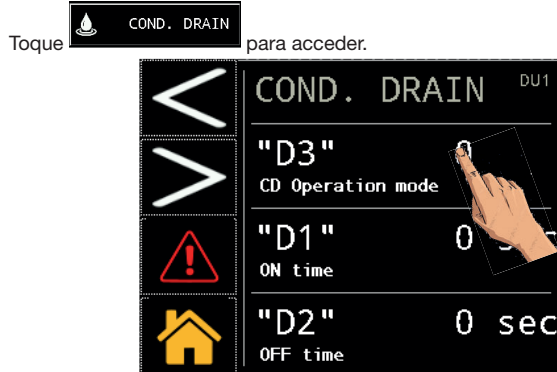 Toque COND. DRAIN para acceder.
COND. DRAIN DU1
"D3" 0
CD Operation mode
"D1" 0 sec
ON time
"D2" 0 sec
OFF time